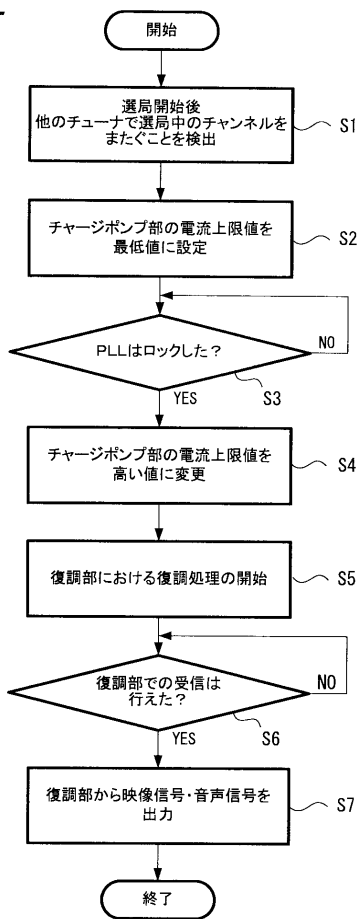 開始
選局開始後
他のチューナで選局中のチャンネルを
またぐことを検出
S1
チャージポンプ部の電流上限値を
最低値に設定
S2
PLLはロックした?
NO
S3
YES
チャージポンプ部の電流上限値を
高い値に変更
S4
復調部における復調処理の開始
S5
復調部での受信は
行えた?
NO
YES
S6
復調部から映像信号・音声信号を
出力
S7
終了